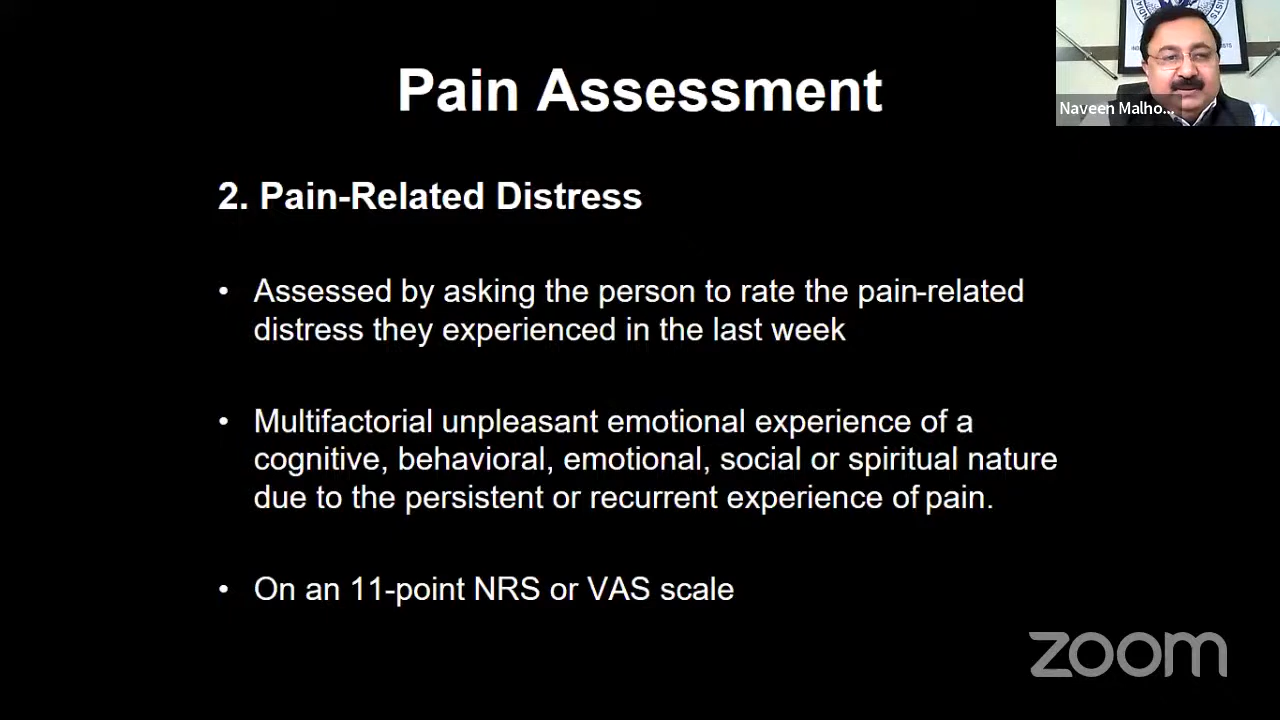 Pain Assessment
Naveen Malho...
2. Pain-Related Distress
• Assessed by asking the person to rate the pain-related
distress they experienced in the last week
• Multifactorial unpleasant emotional experience of a
cognitive, behavioral, emotional, social or spiritual nature
due to the persistent or recurrent experience of pain.
• On an 11-point NRS or VAS scale
zoom